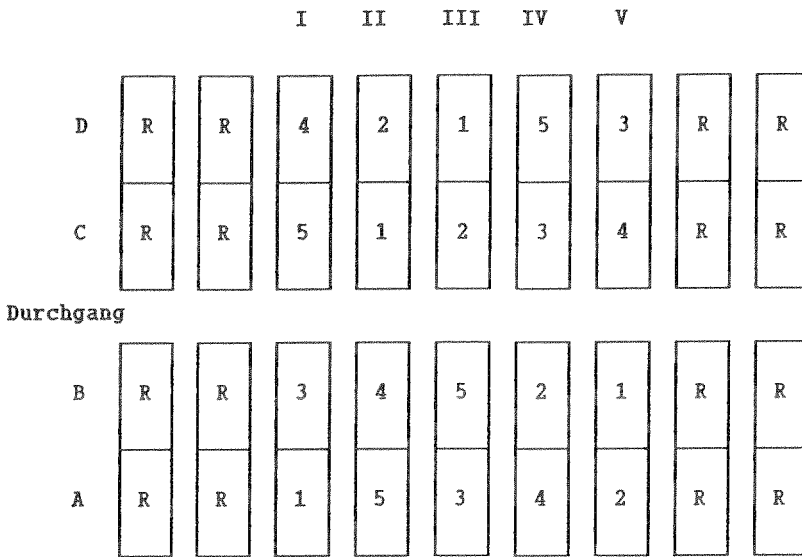 I II III IV V
D R R 4 2 1 5 3 R R
C R R 5 1 2 3 4 R R
Durchgang
B R R 3 4 5 2 1 R R
A R R 1 5 3 4 2 R R